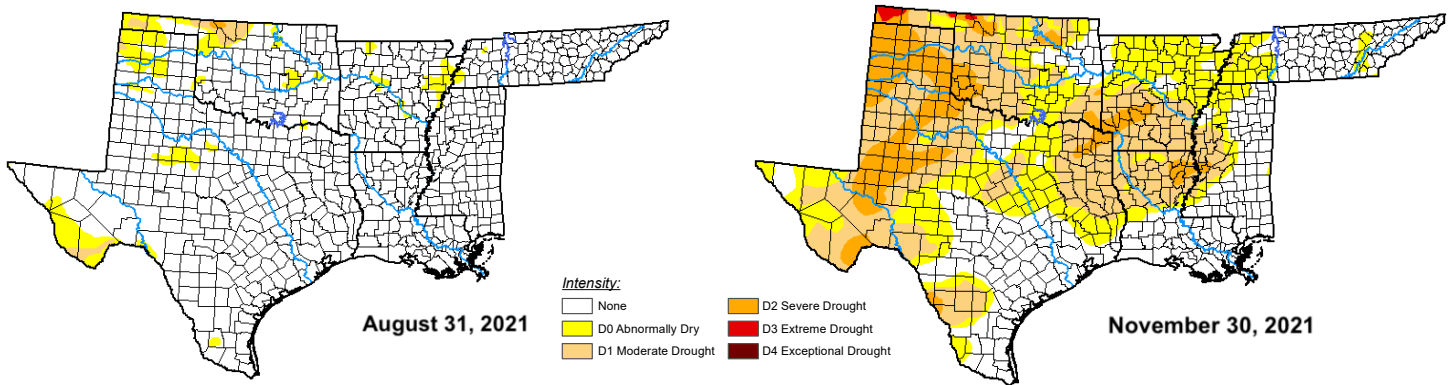 Intensity:
None
D0 Abnormally Dry
D1 Moderate Drought
D2 Severe Drought
D3 Extreme Drought
D4 Exceptional Drought
August 31, 2021
November 30, 2021